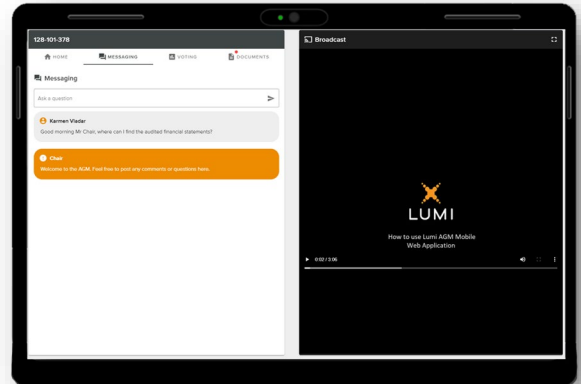 128-101-378
HOME
MESSAGING
VOTING
DOCUMENTS
Messaging
Ask a question
Karmen Vladar
Good morning Mr Chair, where can I find the audited financial statements?
Chair
Welcome to the AGM. Feel free to post any comments or questions here.
Broadcast
LUMI
How to use Lumi AGM Mobile
Web Application
0:02 / 3:06